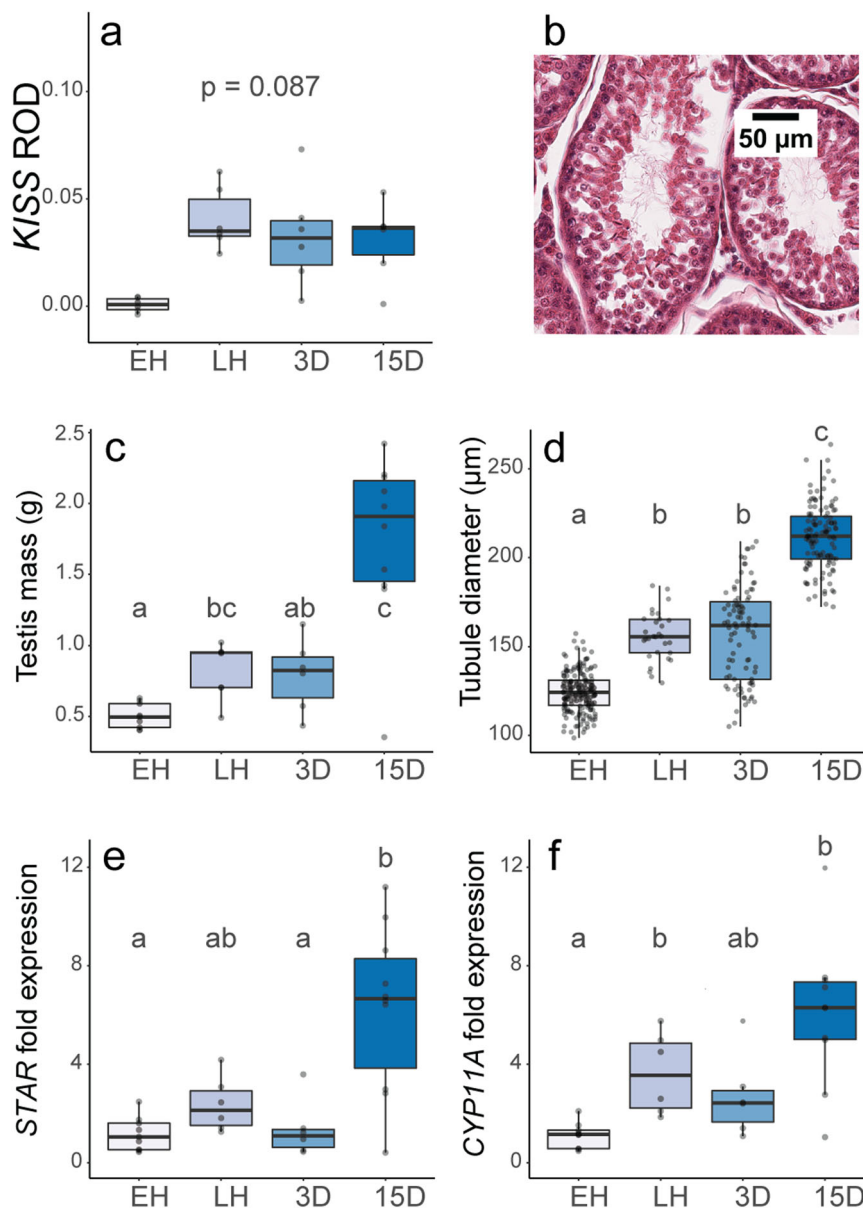 a
KISS ROD
0.10
0.05
0.00
p = 0.087
EH LH 3D 15D
b
50 µm
c
Testis mass (g)
2.5
2.0
1.5
1.0
0.5
a bc ab c
EH LH 3D 15D
d
Tubule diameter (µm)
250
200
150
100
a b b c
EH LH 3D 15D
e
STAR fold expression
12
8
4
0
a ab a b
EH LH 3D 15D
f
CYP11A fold expression
12
8
4
0
a b ab b
EH LH 3D 15D